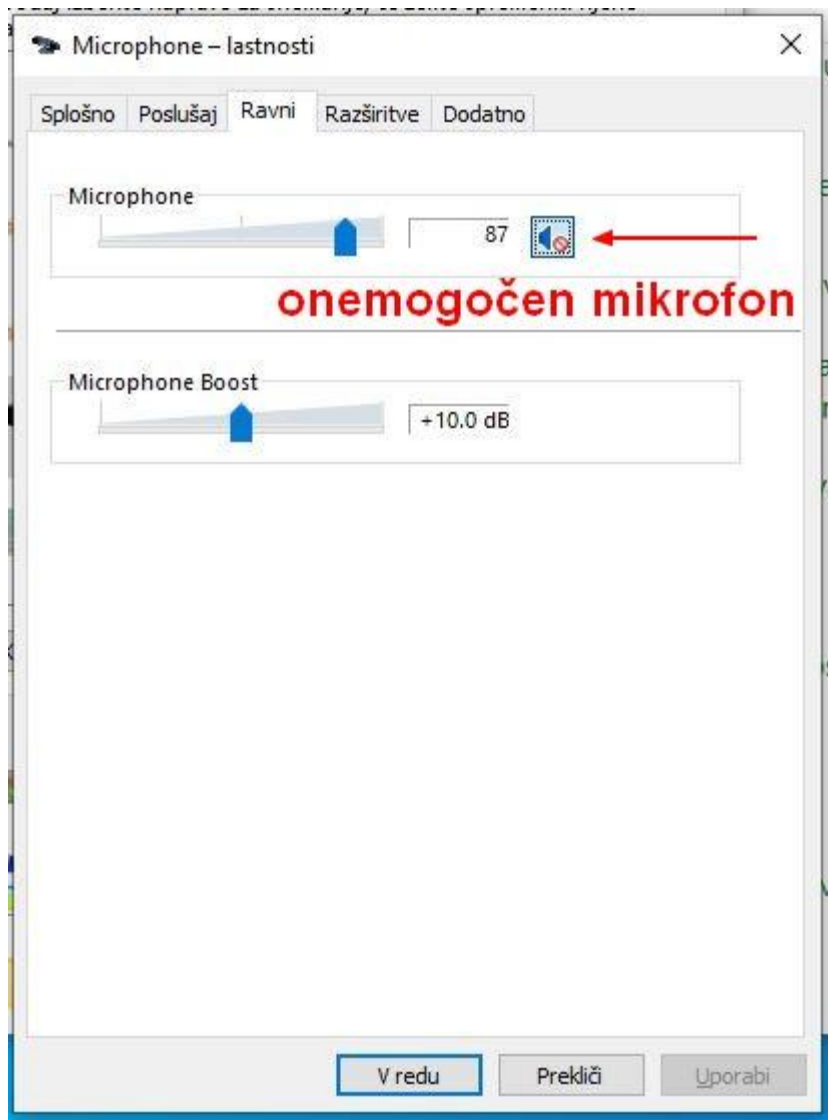 Microphone – lastnosti
Splošno Poslušaj Ravni Razširitve Dodatno
Microphone
87
onemogočen mikrofon
Microphone Boost
+10.0 dB
V redu Prekliči Uporabi